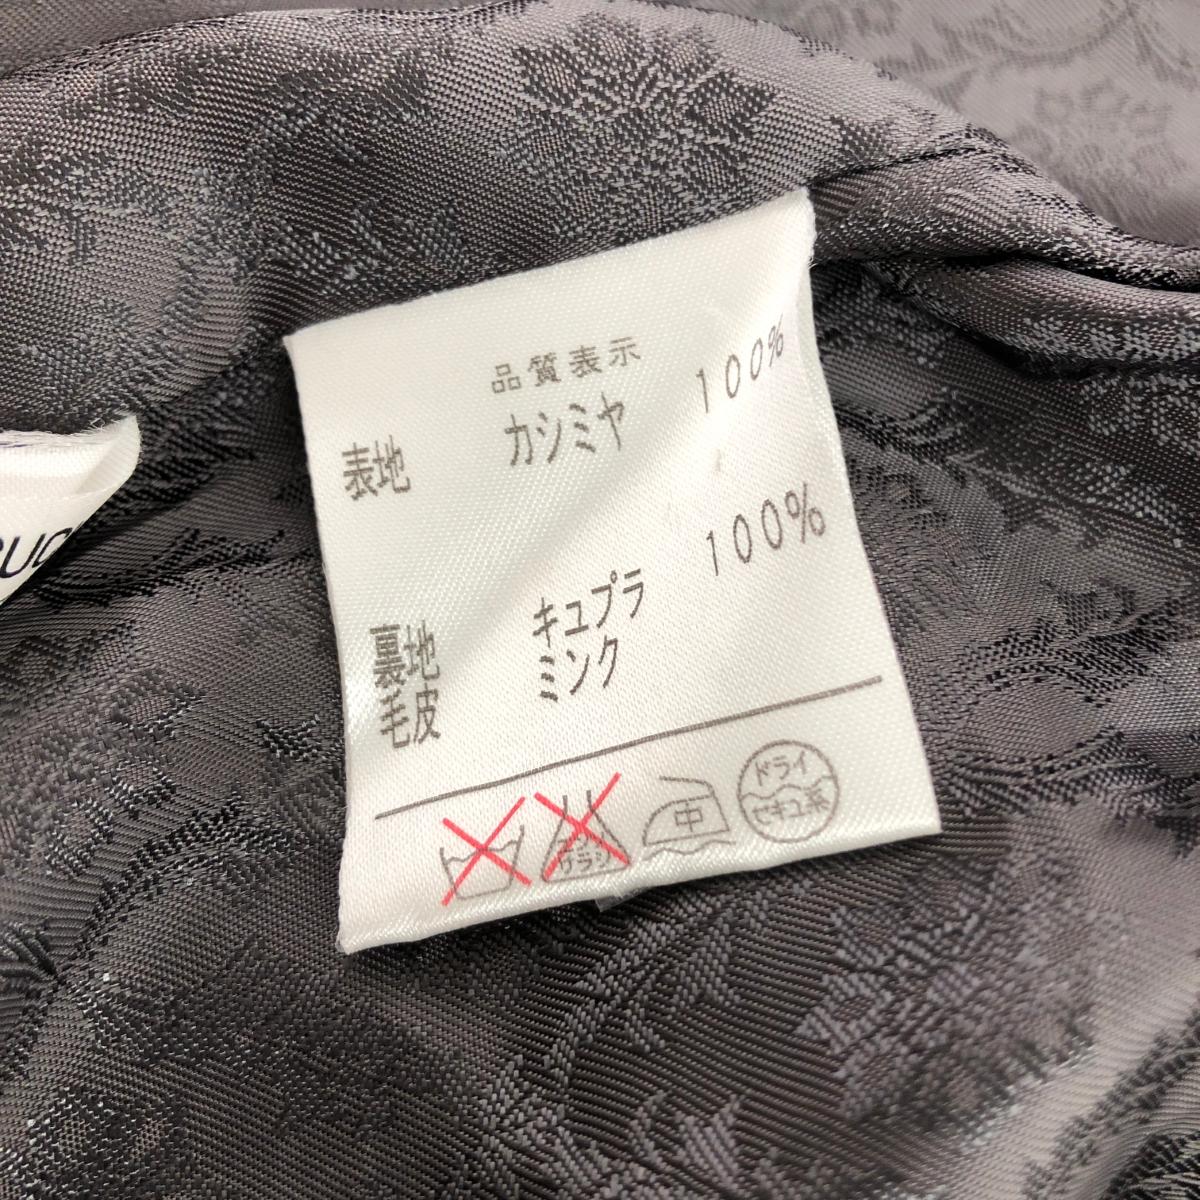 品質表示
表地 カシミヤ 100%
裏地 キュプラ 100%
毛皮 ミンク
中
ドライ
セキユ系